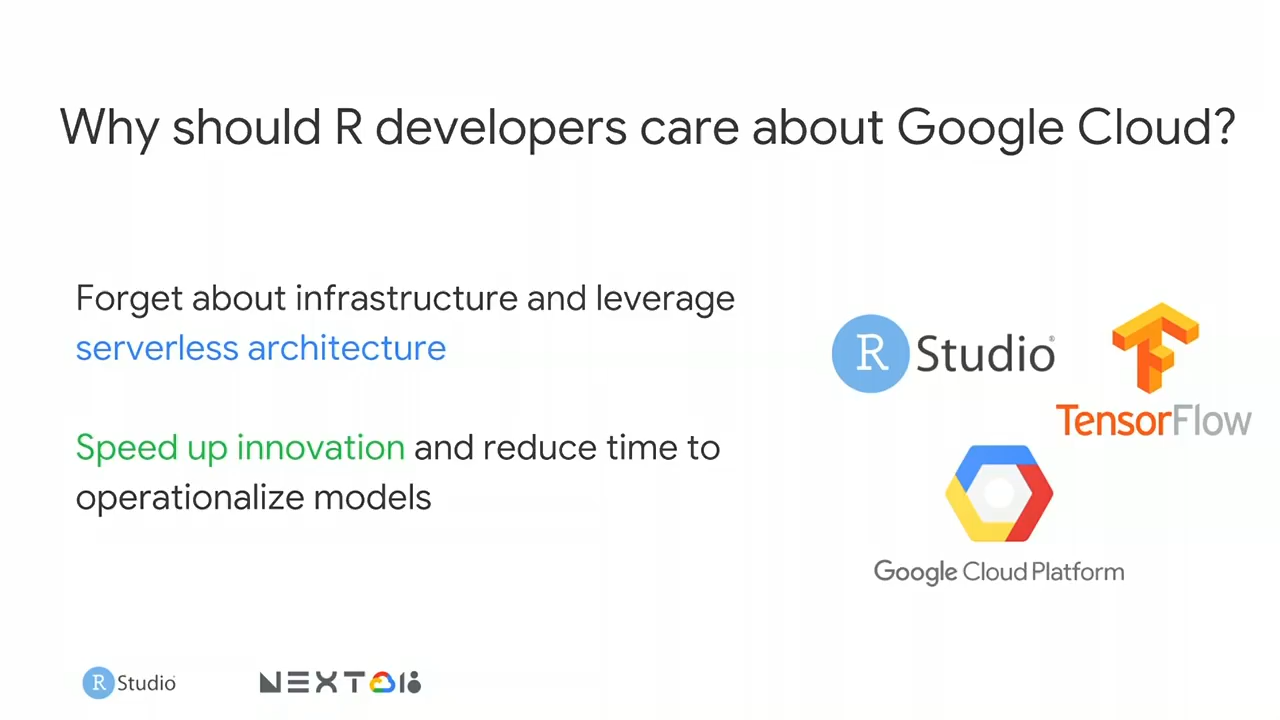 Why should R developers care about Google Cloud?
Forget about infrastructure and leverage
serverless architecture
Speed up innovation and reduce time to
operationalize models
R Studio®
TensorFlow
Google Cloud Platform
R Studio
NEXT18